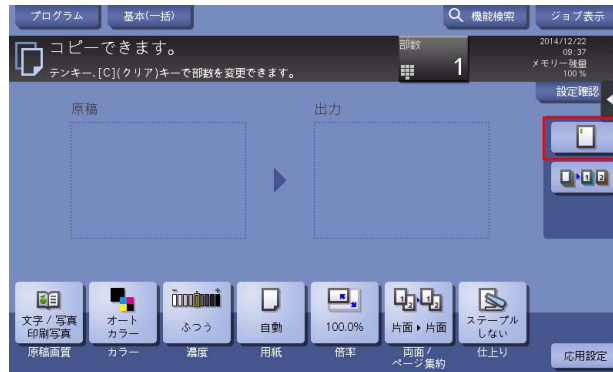 プログラム
基本(一括)
機能検索
ジョブ表示
コピーできます。
テンキー、[C](クリア)キーで部数を変更できます。
部数
1
2014/12/22
09:37
メモリー残量
100 %
設定確認
原稿
出力
1 2
文字 / 写真
印刷写真
原稿画質
オート
カラー
カラー
ふつう
濃度
自動
用紙
100.0%
倍率
1 2 1 2
片面 ▶ 片面
両面 /
ページ集約
ステープル
しない
仕上り
応用設定